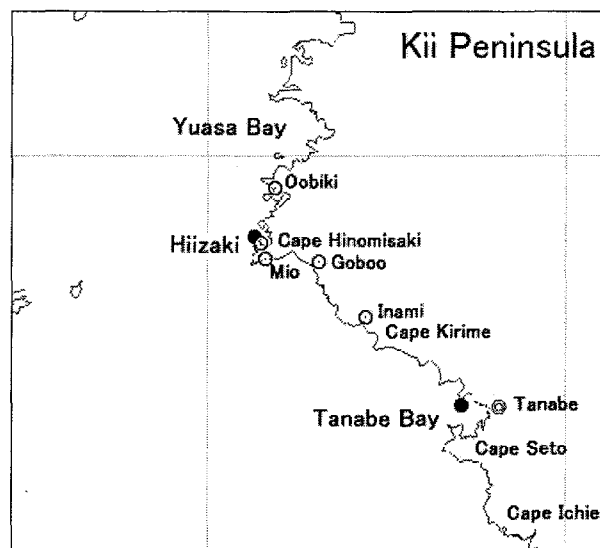 Kii Peninsula
Yuasa Bay
Oobiki
Hiizaki
Cape Hinomisaki
Mio
Goboo
Inami
Cape Kirime
Tanabe Bay
Tanabe
Cape Seto
Cape Ichie